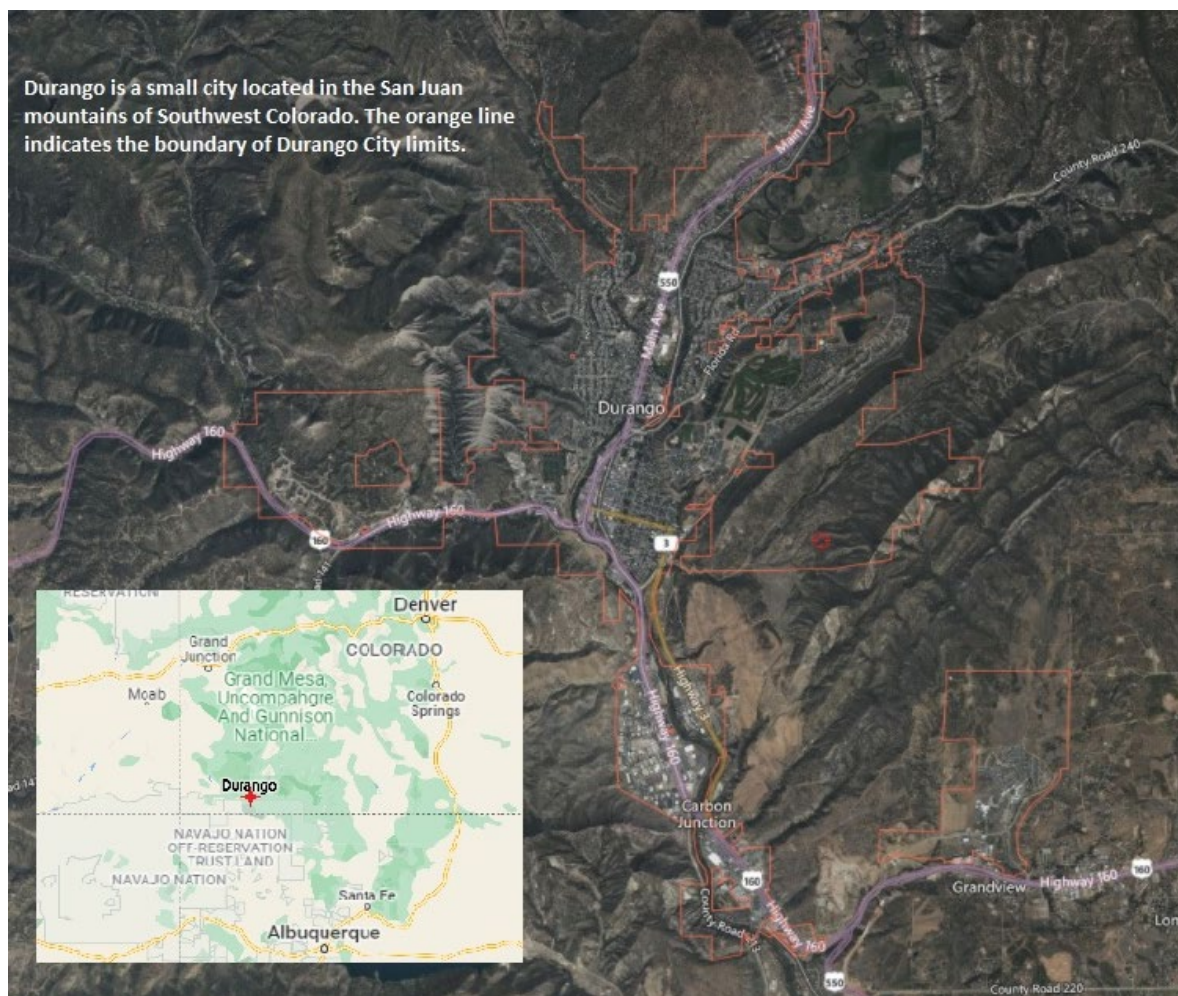 Durango is a small city located in the San Juan
mountains of Southwest Colorado. The orange line
indicates the boundary of Durango City limits.
Main Ave
County Road 240
550
Main Ave
Florida Rd
Durango
Highway 160
Highway 160
160
3
Highway 3
Highway 160
Carbon
Junction
160
Grandview
Highway 160
160
County Road
Highway 160
550
County Road 220
RESERVATION
Denver
Grand
Junction
COLORADO
Grand Mesa,
Uncompahgre
And Gunnison
National...
Moab
Colorado
Springs
Durango
NAVAJO NATION
OFF-RESERVATION
TRUST LAND
NAVAJO NATION
Santa Fe
Albuquerque